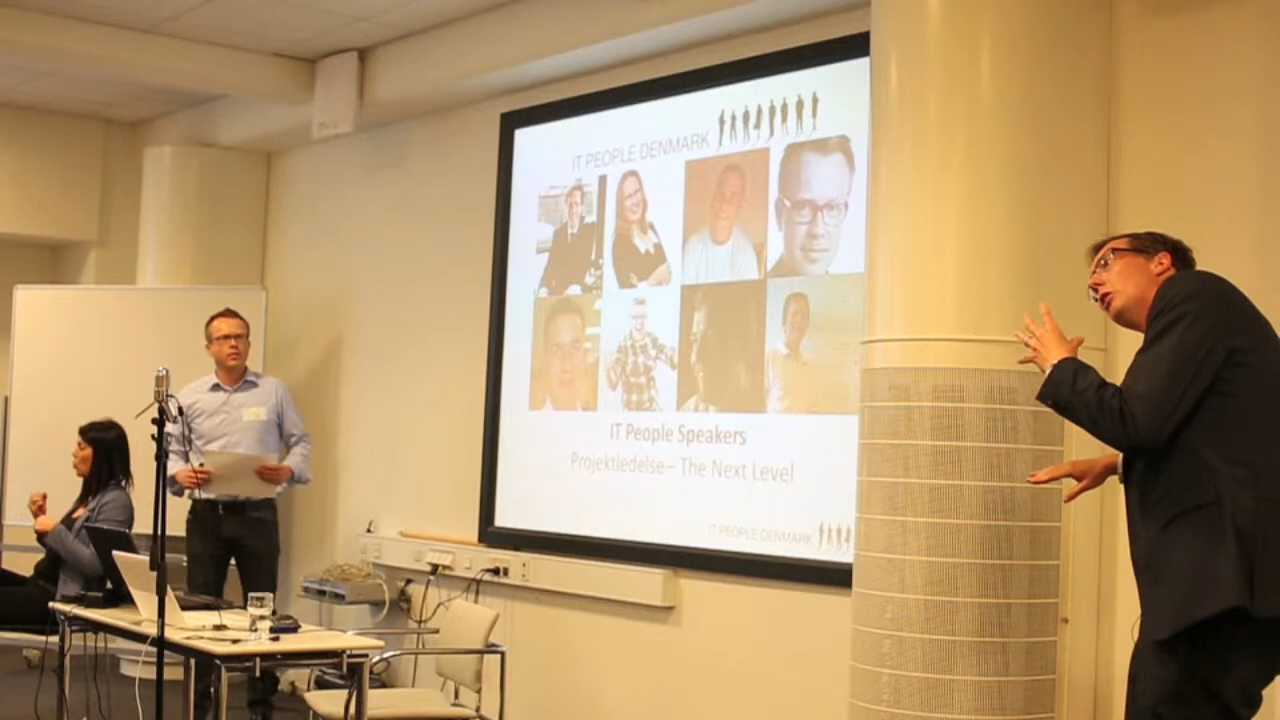 IT PEOPLE DENMARK
IT People Speakers
Projektledelse – The Next Level
IT PEOPLE DENMARK